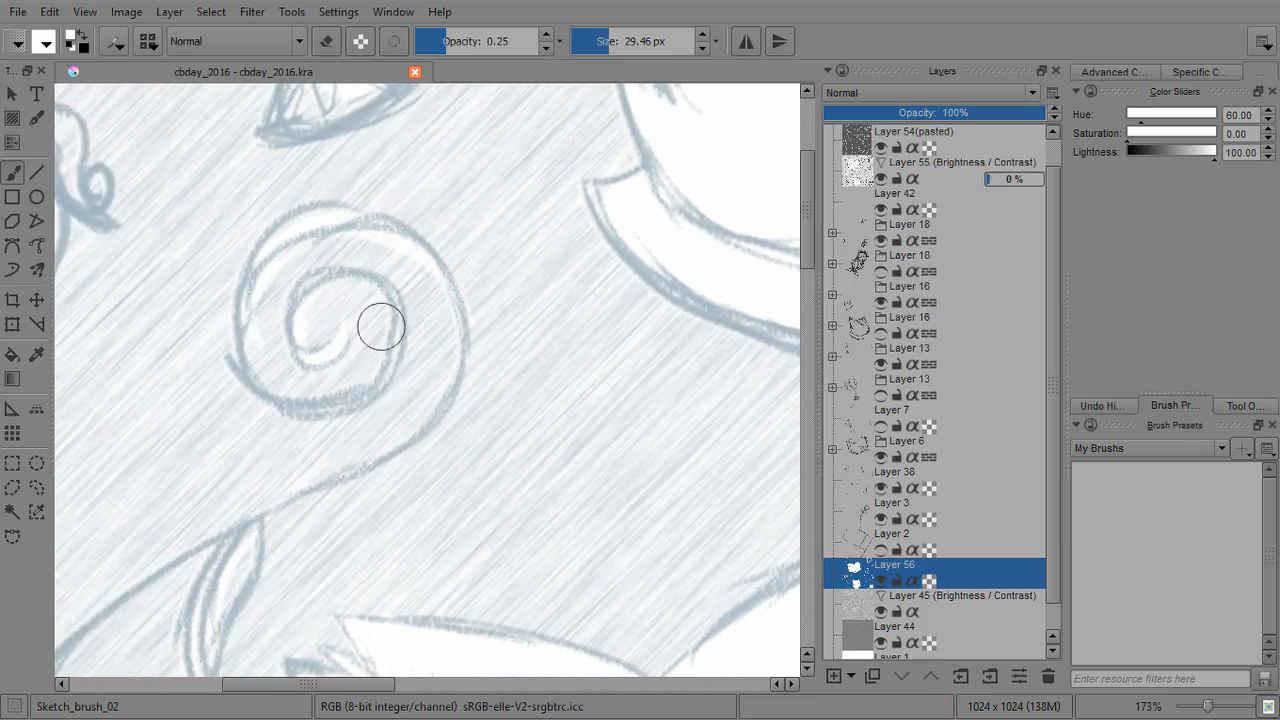 File Edit View Image Layer Select Filter Tools Settings Window Help
Normal Opacity: 0.25 Size: 29.46 px
T...
cbday_2016 - cbday_2016.kra
Layers
Normal
Opacity: 100%
Layer 54(pasted)
Layer 55 (Brightness / Contrast)
0 %
Layer 42
Layer 18
Layer 18
Layer 16
Layer 16
Layer 13
Layer 13
Layer 7
Layer 6
Layer 38
Layer 3
Layer 2
Layer 56
Layer 45 (Brightness / Contrast)
Layer 44
Layer 1
Advanced C... Specific C... ...
Color Sliders
Hue: 60.00
Saturation: 0.00
Lightness: 100.00
Undo Hi... Brush Pr... Tool O...
Brush Presets
My Brushes
Enter resource filters here
Sketch_brush_02 RGB (8-bit integer/channel) sRGB-elle-V2-srgbtrc.icc 1024 x 1024 (138M) 173%